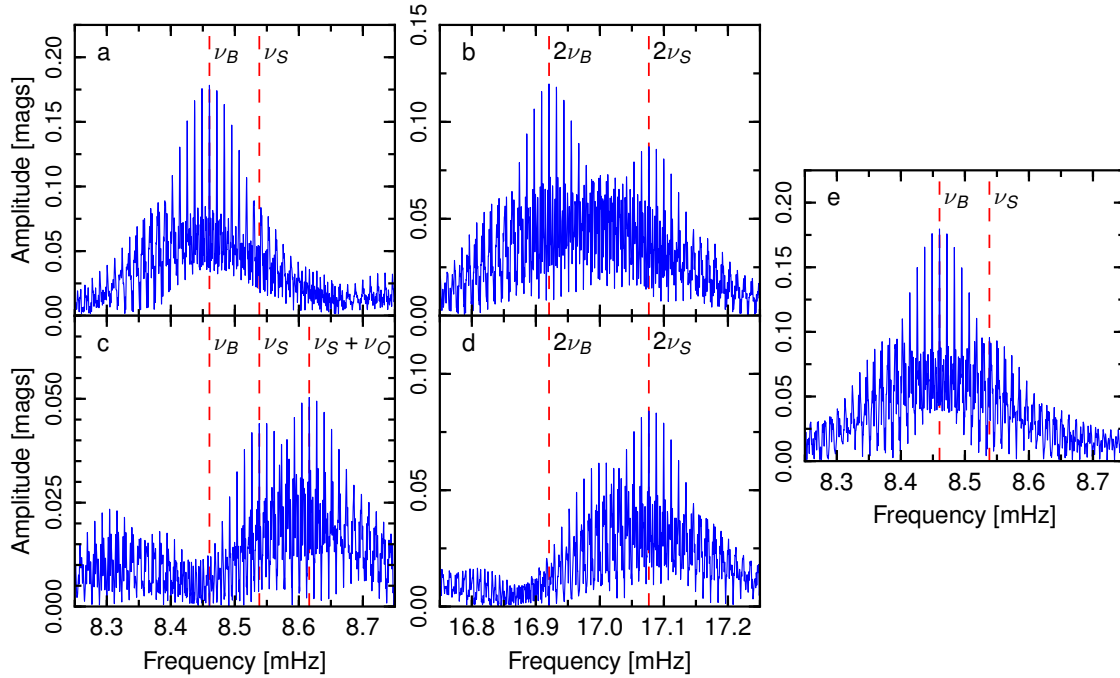 a
ν_B
ν_S
0.00 0.05 0.10 0.15 0.20
Amplitude [mags]
b
2ν_B
2ν_S
0.00 0.05 0.10 0.15
c
ν_B
ν_S
ν_S + ν_O
0.000 0.025 0.050
Amplitude [mags]
8.3 8.4 8.5 8.6 8.7
Frequency [mHz]
d
2ν_B
2ν_S
0.00 0.05 0.10
16.8 16.9 17.0 17.1 17.2
Frequency [mHz]
e
ν_B
ν_S
0.00 0.05 0.10 0.15 0.20
Amplitude [mags]
8.3 8.4 8.5 8.6 8.7
Frequency [mHz]